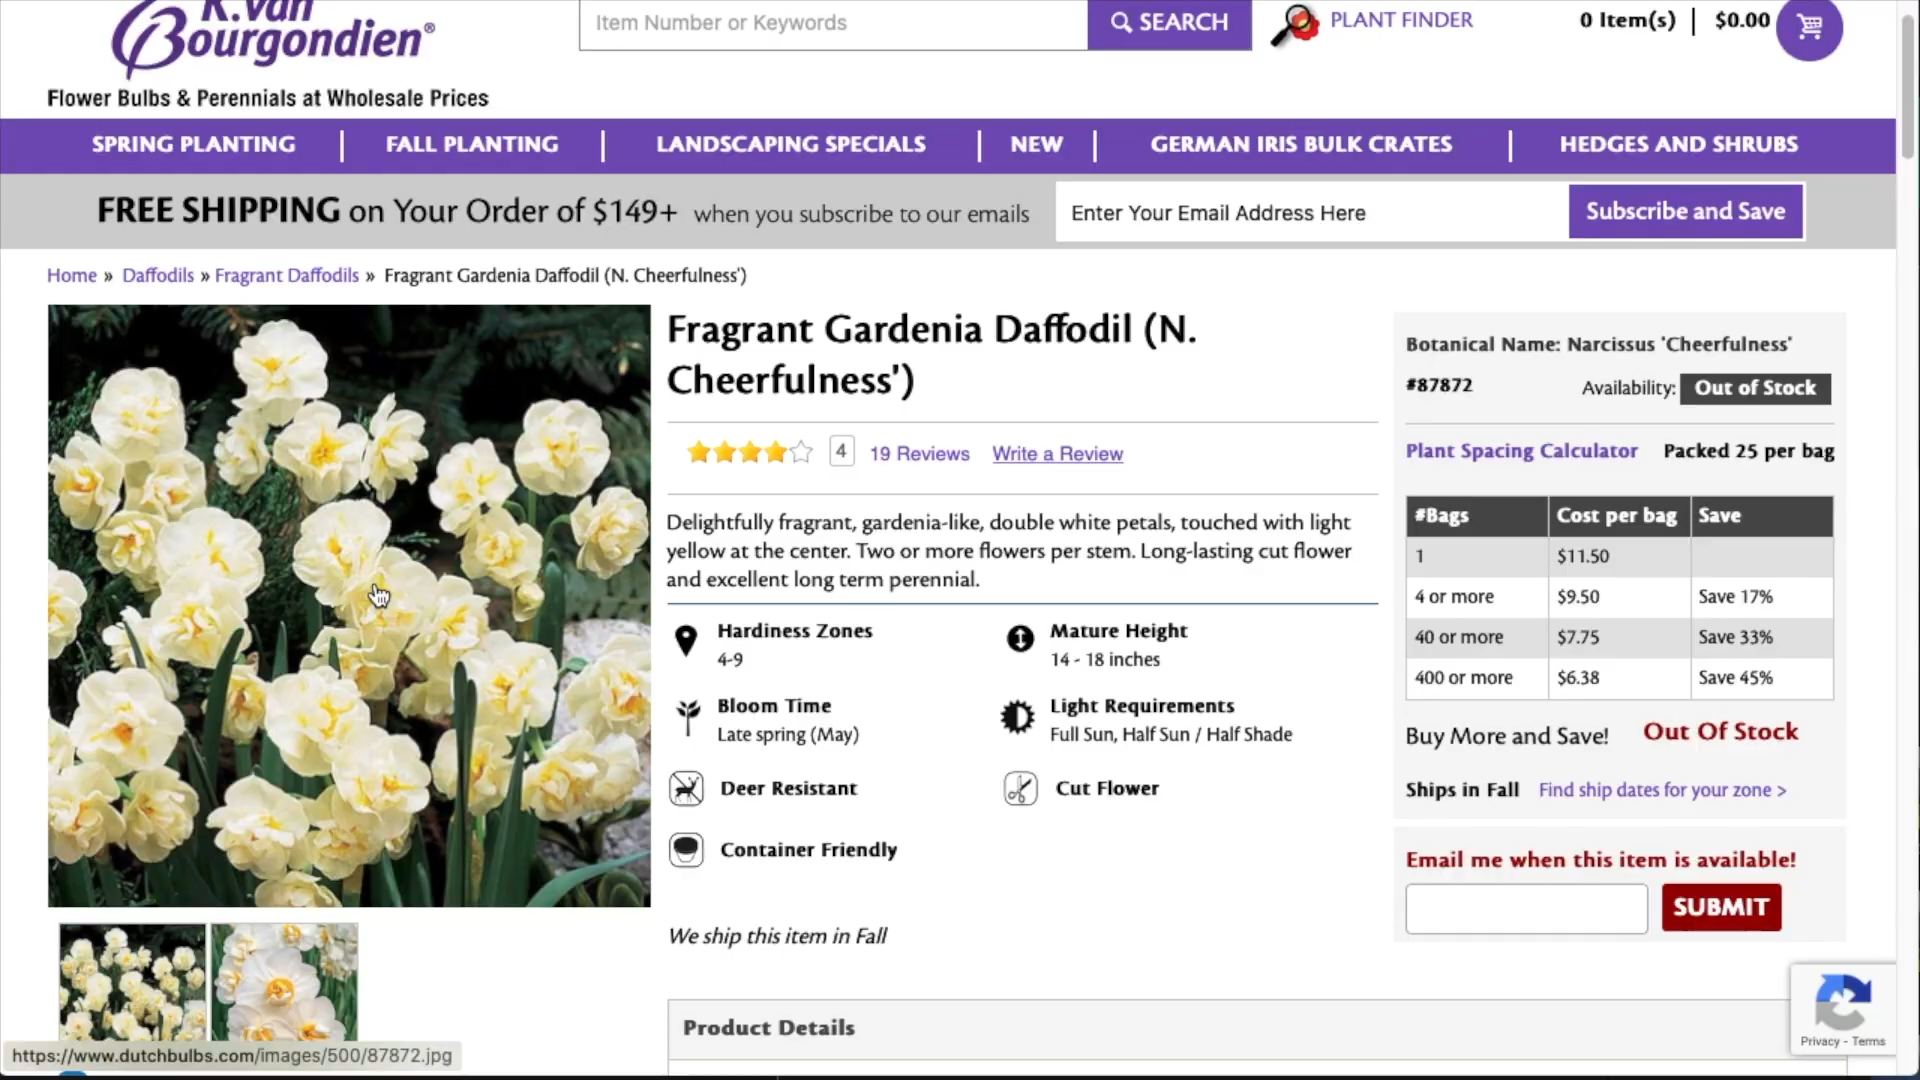 K.van
Bourgondien®
Flower Bulbs & Perennials at Wholesale Prices
Item Number or Keywords
SEARCH
PLANT FINDER
0 Item(s) | $0.00
SPRING PLANTING
FALL PLANTING
LANDSCAPING SPECIALS
NEW
GERMAN IRIS BULK CRATES
HEDGES AND SHRUBS
FREE SHIPPING on Your Order of $149+ when you subscribe to our emails
Enter Your Email Address Here
Subscribe and Save
Home » Daffodils » Fragrant Daffodils » Fragrant Gardenia Daffodil (N. Cheerfulness')
Fragrant Gardenia Daffodil (N.
Cheerfulness')
4 19 Reviews Write a Review
Delightfully fragrant, gardenia-like, double white petals, touched with light
yellow at the center. Two or more flowers per stem. Long-lasting cut flower
and excellent long term perennial.
Hardiness Zones
4-9
Mature Height
14 - 18 inches
Bloom Time
Late spring (May)
Light Requirements
Full Sun, Half Sun / Half Shade
Deer Resistant
Cut Flower
Container Friendly
We ship this item in Fall
Product Details
Botanical Name: Narcissus 'Cheerfulness'
#87872 Availability: Out of Stock
Plant Spacing Calculator Packed 25 per bag
#Bags Cost per bag Save
1 $11.50
4 or more $9.50 Save 17%
40 or more $7.75 Save 33%
400 or more $6.38 Save 45%
Buy More and Save! Out Of Stock
Ships in Fall Find ship dates for your zone >
Email me when this item is available!
SUBMIT
Privacy - Terms
https://www.dutchbulbs.com/images/500/87872.jpg